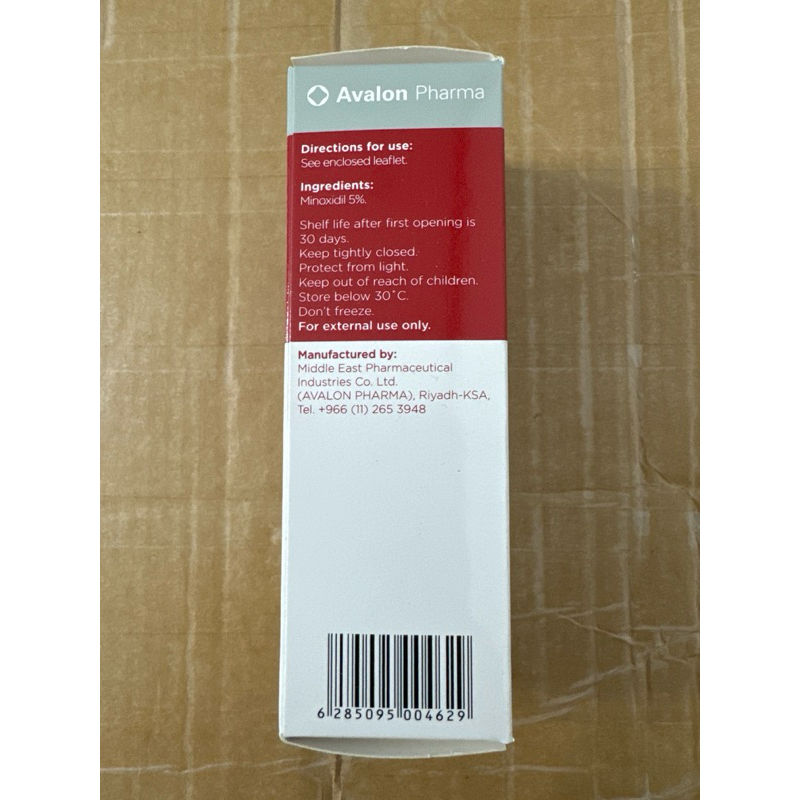 Avalon Pharma
Directions for use:
See enclosed leaflet.
Ingredients:
Minoxidil 5%.
Shelf life after first opening is
30 days.
Keep tightly closed.
Protect from light.
Keep out of reach of children.
Store below 30˚C.
Don't freeze.
For external use only.
Manufactured by:
Middle East Pharmaceutical
Industries Co. Ltd.
(AVALON PHARMA), Riyadh-KSA,
Tel. +966 (11) 265 3948
6 285095 004629